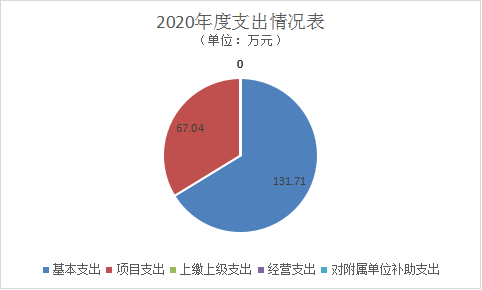 2020年度支出情况表
（单位：万元）
0
67.04
131.71
基本支出 项目支出 上缴上级支出 经营支出 对附属单位补助支出